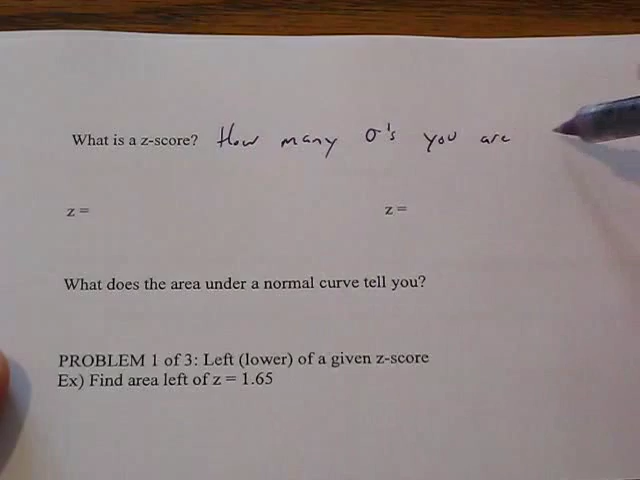 What is a z-score? How many σ's you are
z = z =
What does the area under a normal curve tell you?
PROBLEM 1 of 3: Left (lower) of a given z-score
Ex) Find area left of z = 1.65